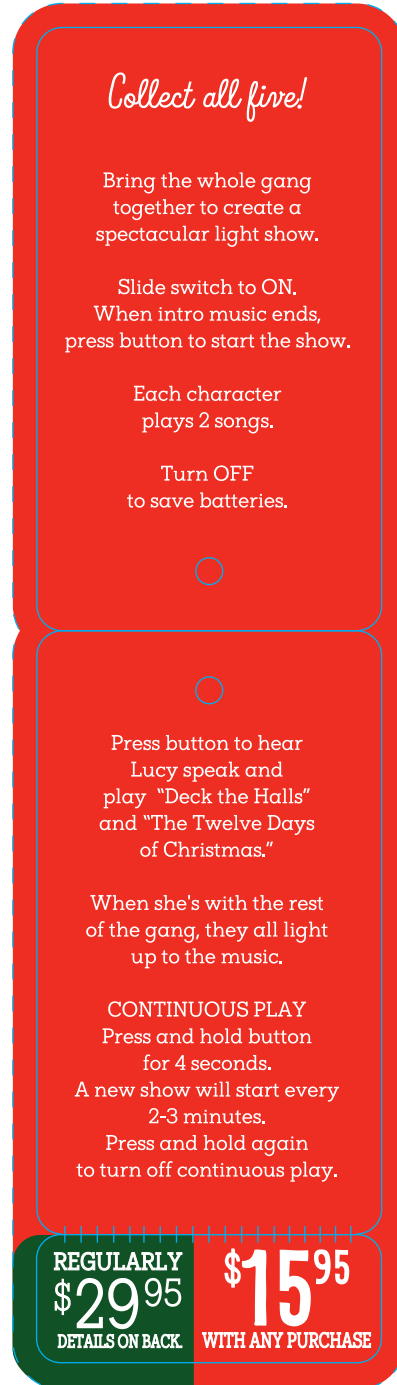 Collect all five!
Bring the whole gang
together to create a
spectacular light show.
Slide switch to ON.
When intro music ends,
press button to start the show.
Each character
plays 2 songs.
Turn OFF
to save batteries.
Press button to hear
Lucy speak and
play “Deck the Halls”
and “The Twelve Days
of Christmas.”
When she's with the rest
of the gang, they all light
up to the music.
CONTINUOUS PLAY
Press and hold button
for 4 seconds.
A new show will start every
2-3 minutes.
Press and hold again
to turn off continuous play.
REGULARLY
$29 95
DETAILS ON BACK.
$15 95
WITH ANY PURCHASE